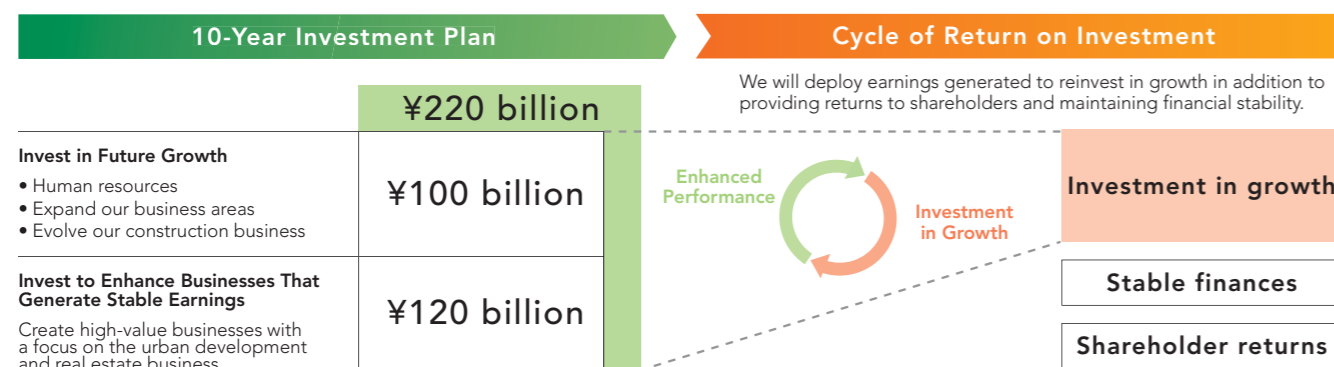 10-Year Investment Plan
Cycle of Return on Investment
We will deploy earnings generated to reinvest in growth in addition to
providing returns to shareholders and maintaining financial stability.
¥220 billion
Invest in Future Growth
• Human resources
• Expand our business areas
• Evolve our construction business
¥100 billion
Invest to Enhance Businesses That
Generate Stable Earnings
Create high-value businesses with
a focus on the urban development
and real estate business
¥120 billion
Enhanced
Performance
Investment
in Growth
Investment in growth
Stable finances
Shareholder returns